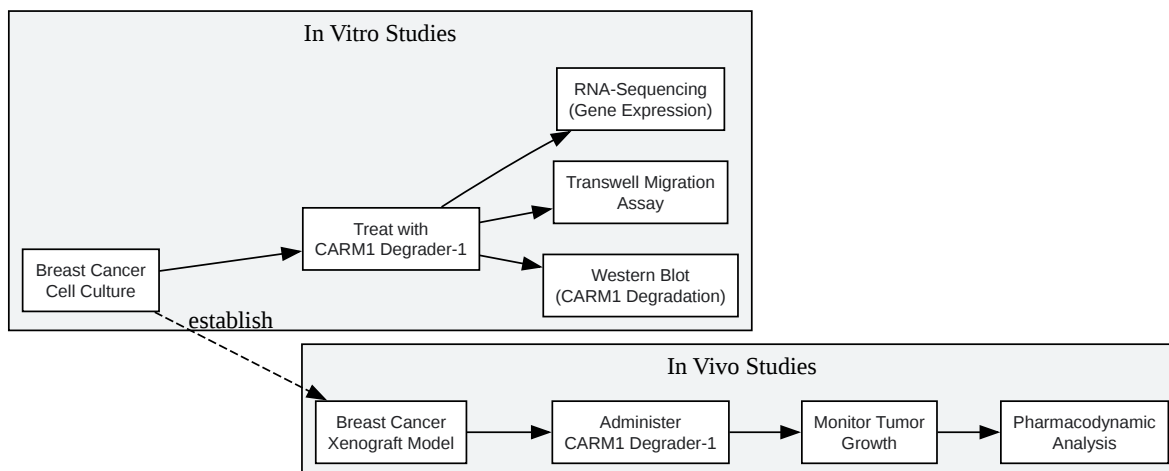 In Vitro Studies
RNA-Sequencing
(Gene Expression)
Transwell Migration
Assay
Treat with
CARM1 Degrader-1
Breast Cancer
Cell Culture
Western Blot
(CARM1 Degradation)
establish
In Vivo Studies
Breast Cancer
Xenograft Model
Administer
CARM1 Degrader-1
Monitor Tumor
Growth
Pharmacodynamic
Analysis